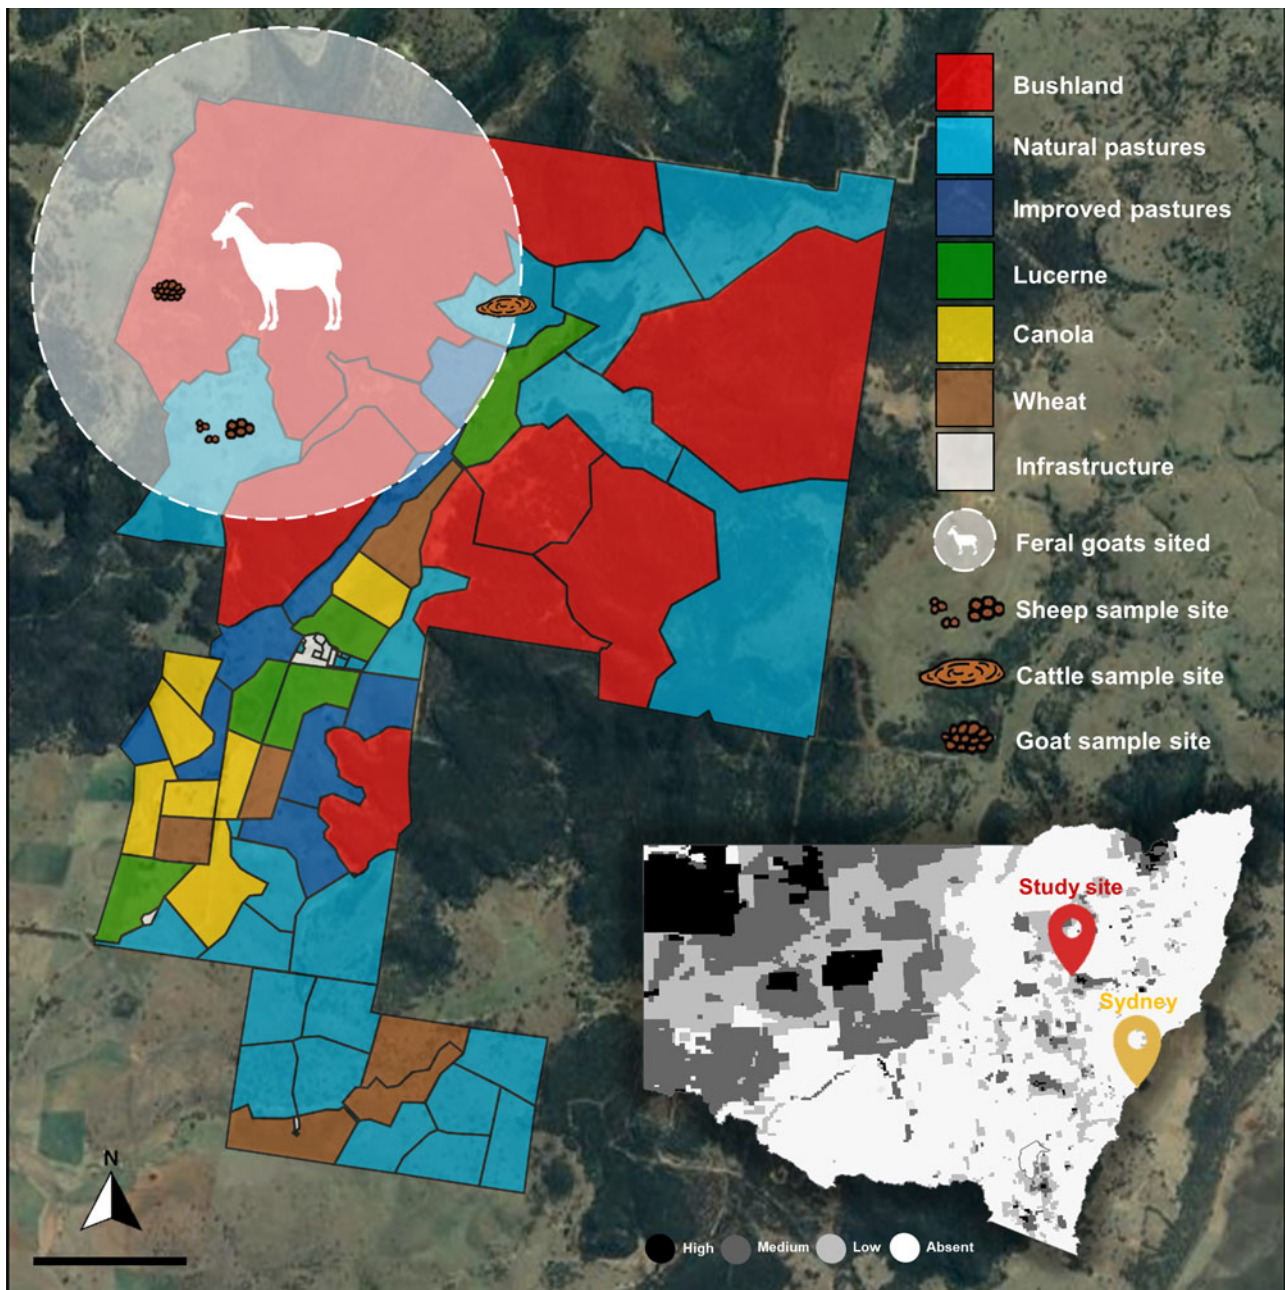 Bushland
Natural pastures
Improved pastures
Lucerne
Canola
Wheat
Infrastructure
Feral goats sited
Sheep sample site
Cattle sample site
Goat sample site
Study site
Sydney
N
High
Medium
Low
Absent